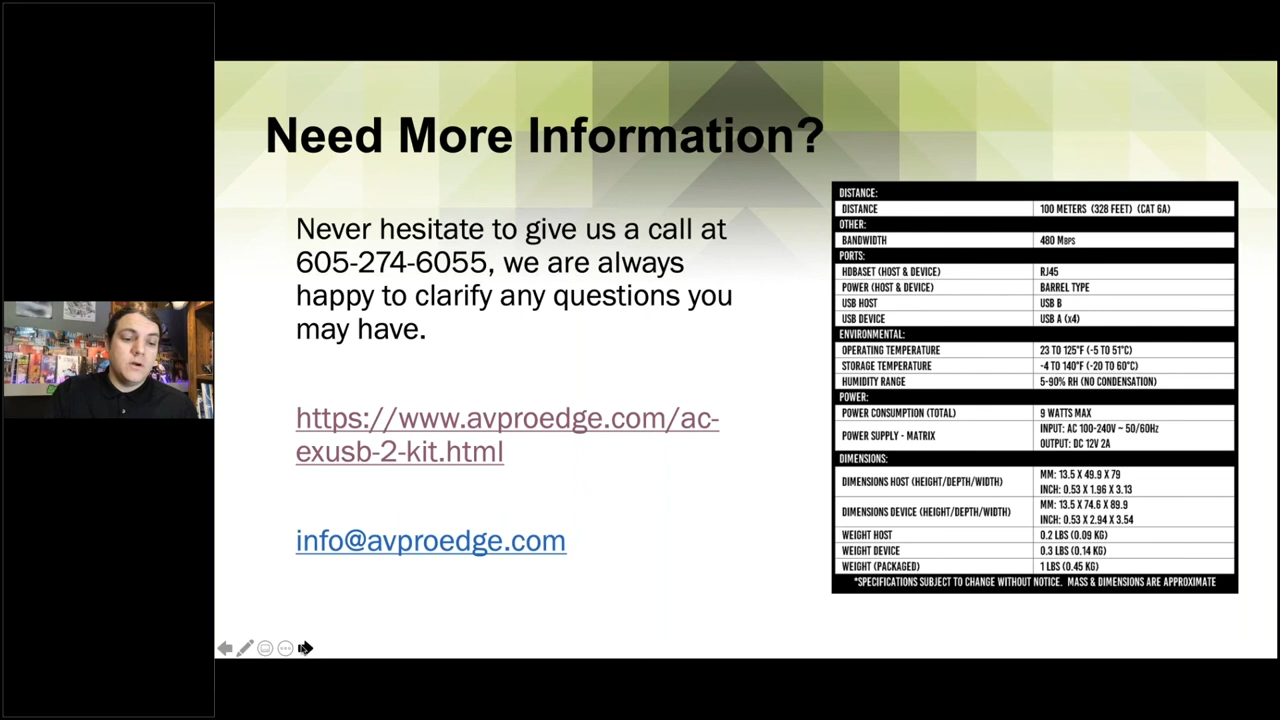 Need More Information?
Never hesitate to give us a call at
605-274-6055, we are always
happy to clarify any questions you
may have.
https://www.avproedge.com/ac-
exusb-2-kit.html
info@avproedge.com
DISTANCE:
DISTANCE 100 METERS (328 FEET) (CAT 6A)
OTHER:
BANDWIDTH 480 MBPS
PORTS:
HDBASET (HOST & DEVICE) RJ45
POWER (HOST & DEVICE) BARREL TYPE
USB HOST USB B
USB DEVICE USB A (X4)
ENVIRONMENTAL:
OPERATING TEMPERATURE 23 TO 125°F (-5 TO 51°C)
STORAGE TEMPERATURE -4 TO 140°F (-20 TO 60°C)
HUMIDITY RANGE 5-90% RH (NO CONDENSATION)
POWER:
POWER CONSUMPTION (TOTAL) 9 WATTS MAX
POWER SUPPLY - MATRIX INPUT: AC 100-240V ~ 50/60HZ
OUTPUT: DC 12V 2A
DIMENSIONS:
DIMENSIONS HOST (HEIGHT/DEPTH/WIDTH) MM: 13.5 X 49.9 X 79
INCH: 0.53 X 1.96 X 3.13
DIMENSIONS DEVICE (HEIGHT/DEPTH/WIDTH) MM: 13.5 X 74.6 X 89.9
INCH: 0.53 X 2.94 X 3.54
WEIGHT HOST 0.2 LBS (0.09 KG)
WEIGHT DEVICE 0.3 LBS (0.14 KG)
WEIGHT (PACKAGED) 1 LBS (0.45 KG)
*SPECIFICATIONS SUBJECT TO CHANGE WITHOUT NOTICE. MASS & DIMENSIONS ARE APPROXIMATE